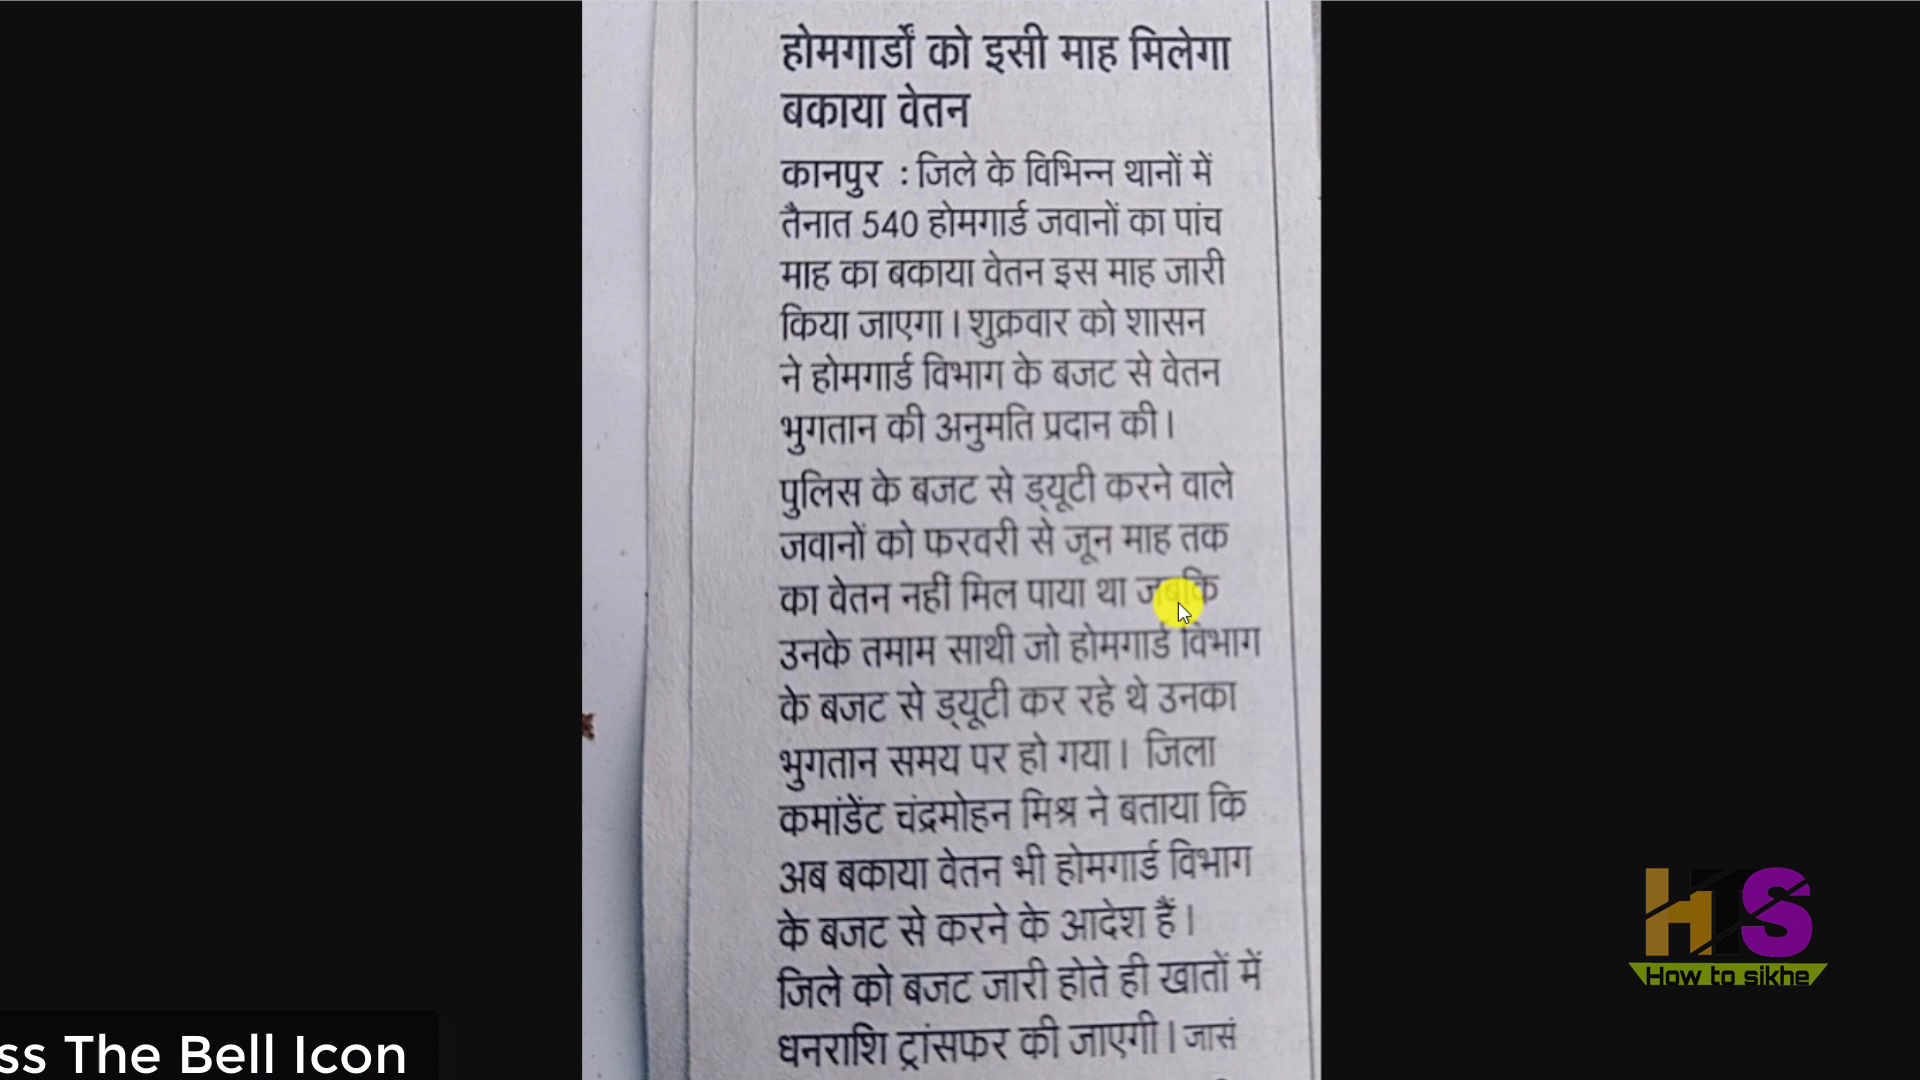 होमगार्डों को इसी माह मिलेगा
बकाया वेतन
कानपुर : जिले के विभिन्न थानों में
तैनात 540 होमगार्ड जवानों का पांच
माह का बकाया वेतन इस माह जारी
किया जाएगा। शुक्रवार को शासन
ने होमगार्ड विभाग के बजट से वेतन
भुगतान की अनुमति प्रदान की।
पुलिस के बजट से ड्यूटी करने वाले
जवानों को फरवरी से जून माह तक
का वेतन नहीं मिल पाया था जबकि
उनके तमाम साथी जो होमगार्ड विभाग
के बजट से ड्यूटी कर रहे थे उनका
भुगतान समय पर हो गया। जिला
कमांडेंट चंद्रमोहन मिश्र ने बताया कि
अब बकाया वेतन भी होमगार्ड विभाग
के बजट से करने के आदेश हैं।
जिले को बजट जारी होते ही खातों में
धनराशि ट्रांसफर की जाएगी। जासं
HTS
How to sikhe
ss The Bell Icon